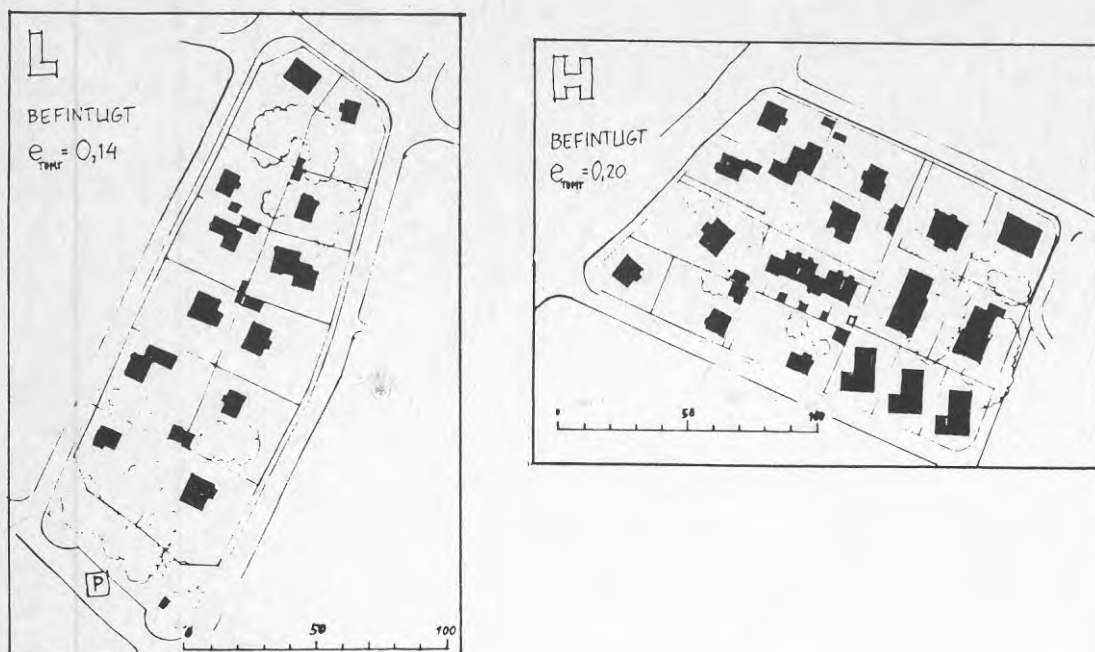 L
BEFINTLIGT
e TOMT = 0,14
P
0 50 100
H
BEFINTLIGT
e TOMT = 0,20
0 50 100